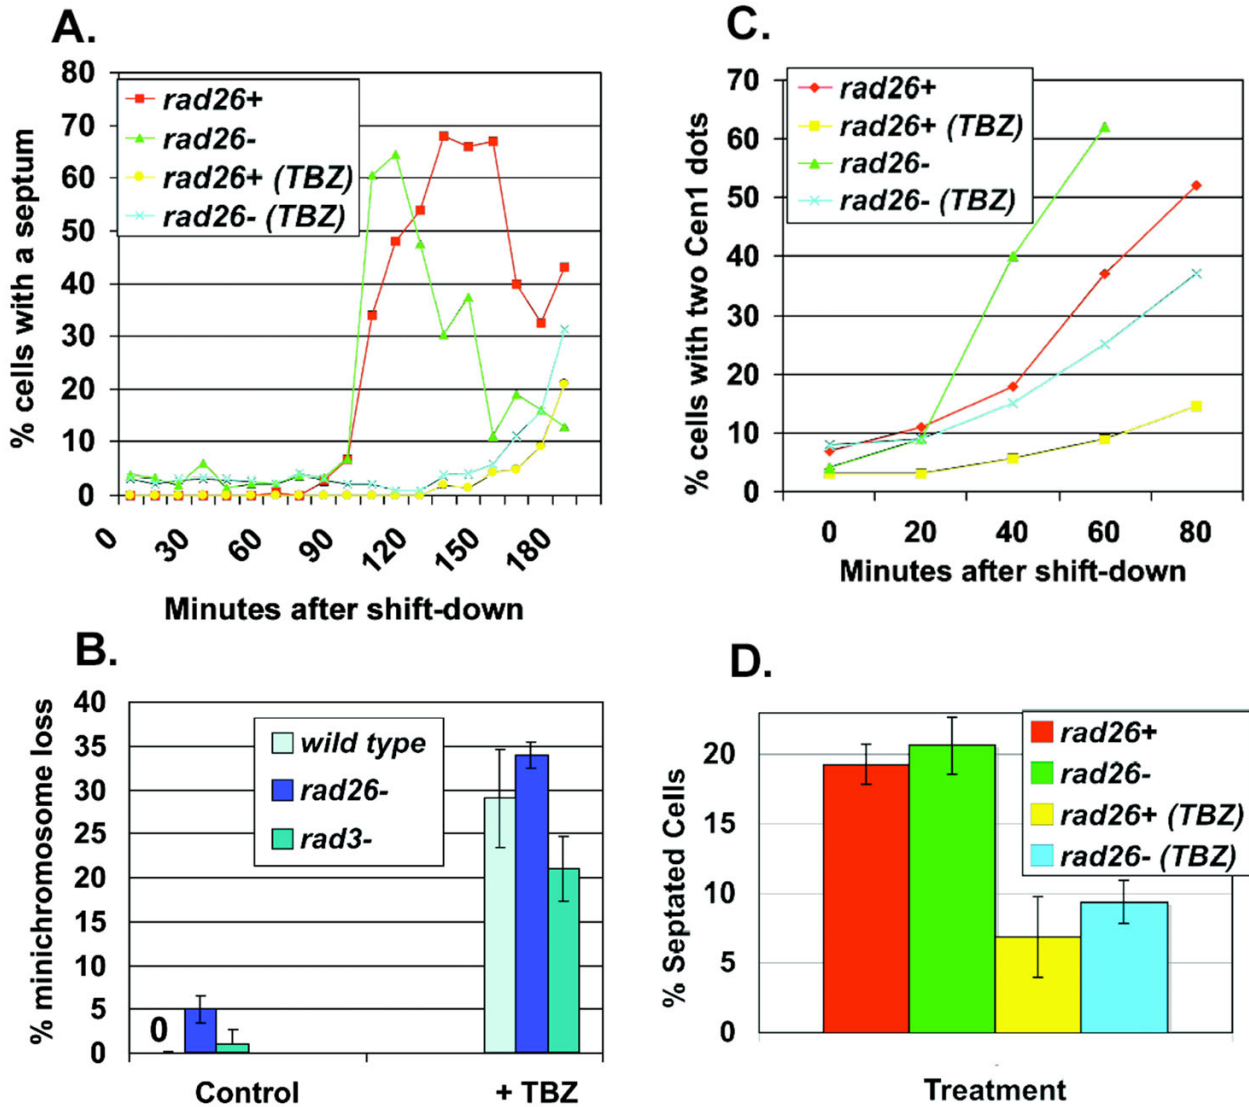 A.
80
70
60
50
40
30
20
10
0
% cells with a septum
rad26+
rad26-
rad26+ (TBZ)
rad26- (TBZ)
0 30 60 90 120 150 180
Minutes after shift-down
C.
70
60
50
40
30
20
10
0
% cells with two Cen1 dots
rad26+
rad26+ (TBZ)
rad26-
rad26- (TBZ)
0 20 40 60 80
Minutes after shift-down
B.
40
35
30
25
20
15
10
5
0
% minichromosome loss
wild type
rad26-
rad3-
0
Control + TBZ
D.
20
15
10
5
0
% Septated Cells
rad26+
rad26-
rad26+ (TBZ)
rad26- (TBZ)
Treatment